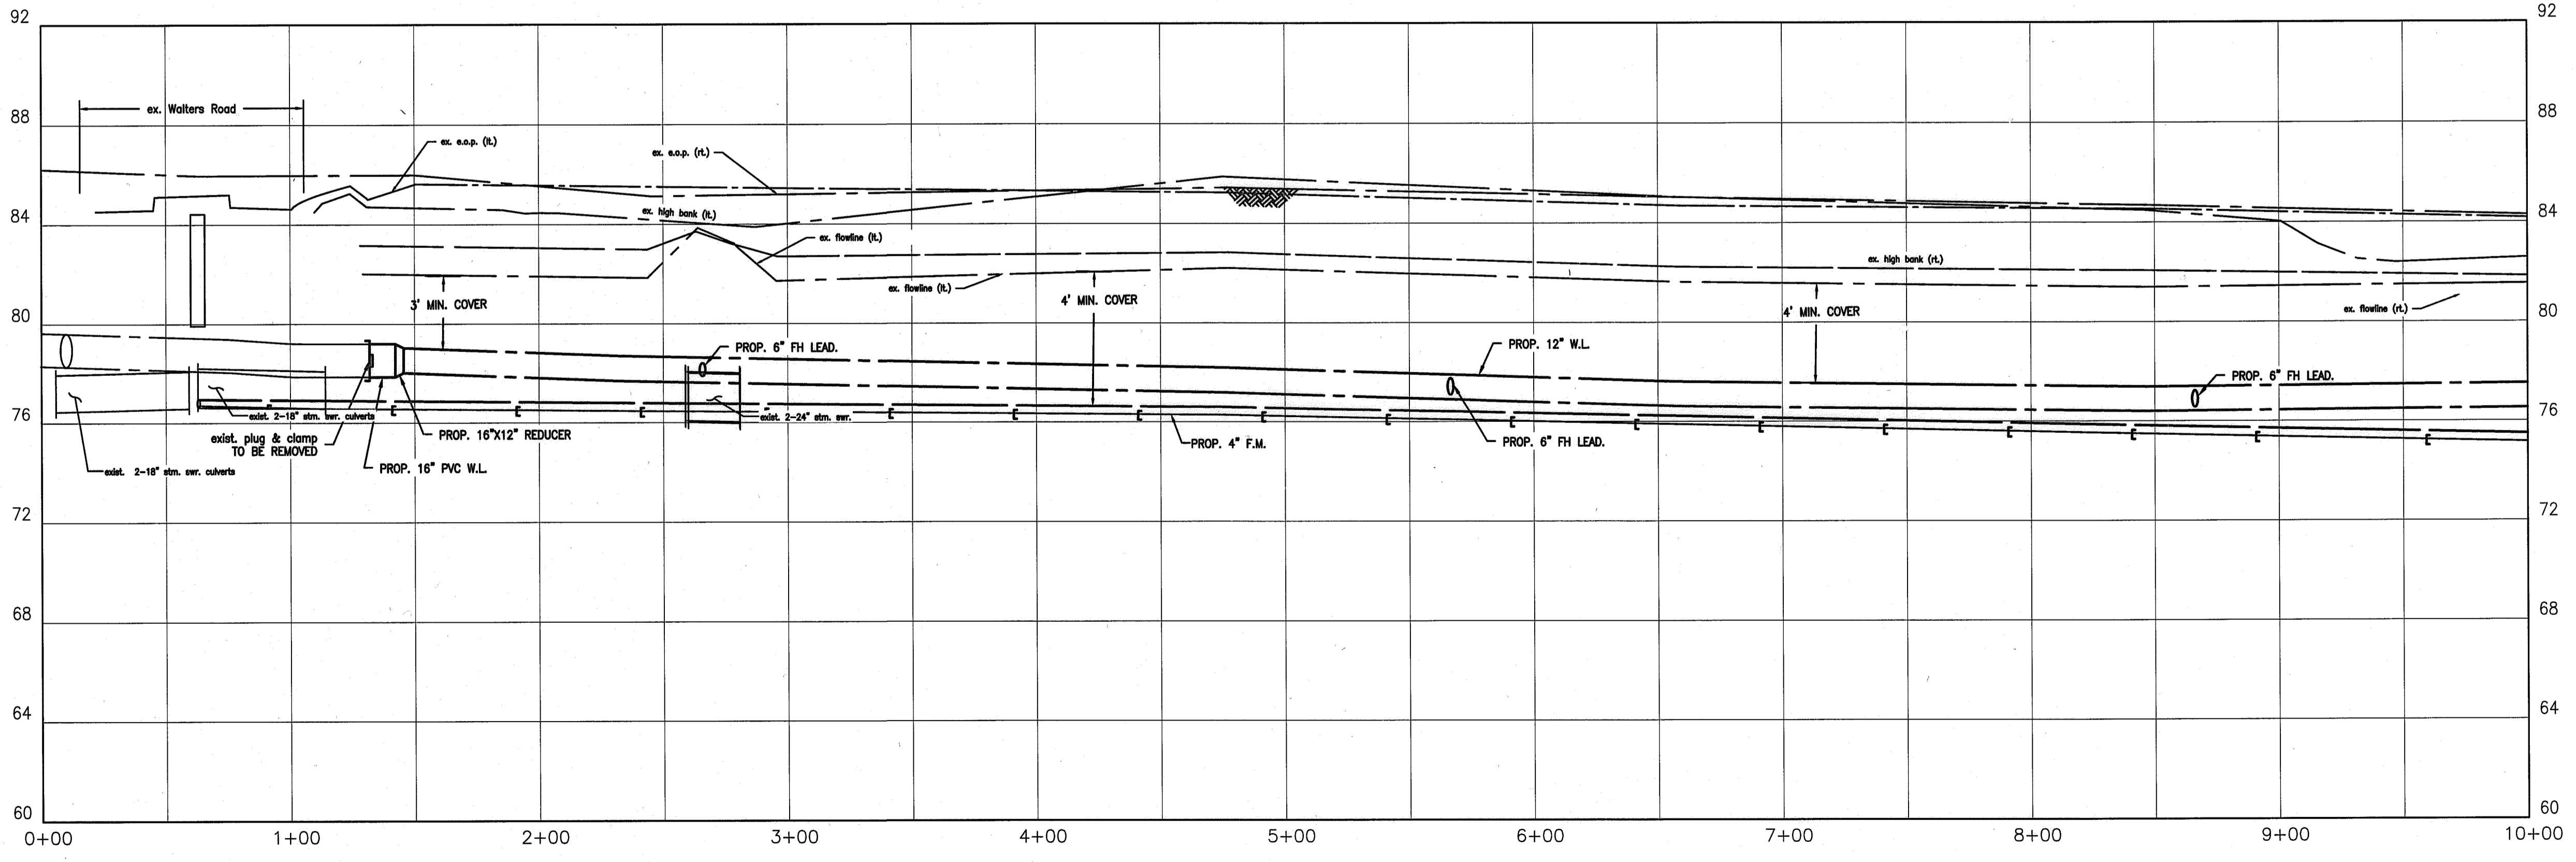 92
92
88
88
ex. Walters Road
ex. e.o.p. (lt.)
ex. e.o.p. (rt.)
84
84
ex. high bank (lt.)
ex. flowline (lt.)
ex. high bank (rt.)
ex. flowline (lt.)
3' MIN. COVER
4' MIN. COVER
4' MIN. COVER
ex. flowline (rt.)
80
80
PROP. 6" FH LEAD.
PROP. 12" W.L.
PROP. 6" FH LEAD.
76
76
exist. 2-18" stm. swr. culverts
exist. 2-24" stm. swr.
exist. plug & clamp
TO BE REMOVED
PROP. 16"X12" REDUCER
PROP. 4" F.M.
PROP. 6" FH LEAD.
exist. 2-18" stm. swr. culverts
PROP. 16" PVC W.L.
72
72
68
68
64
64
60
60
0+00
1+00
2+00
3+00
4+00
5+00
6+00
7+00
8+00
9+00
10+00